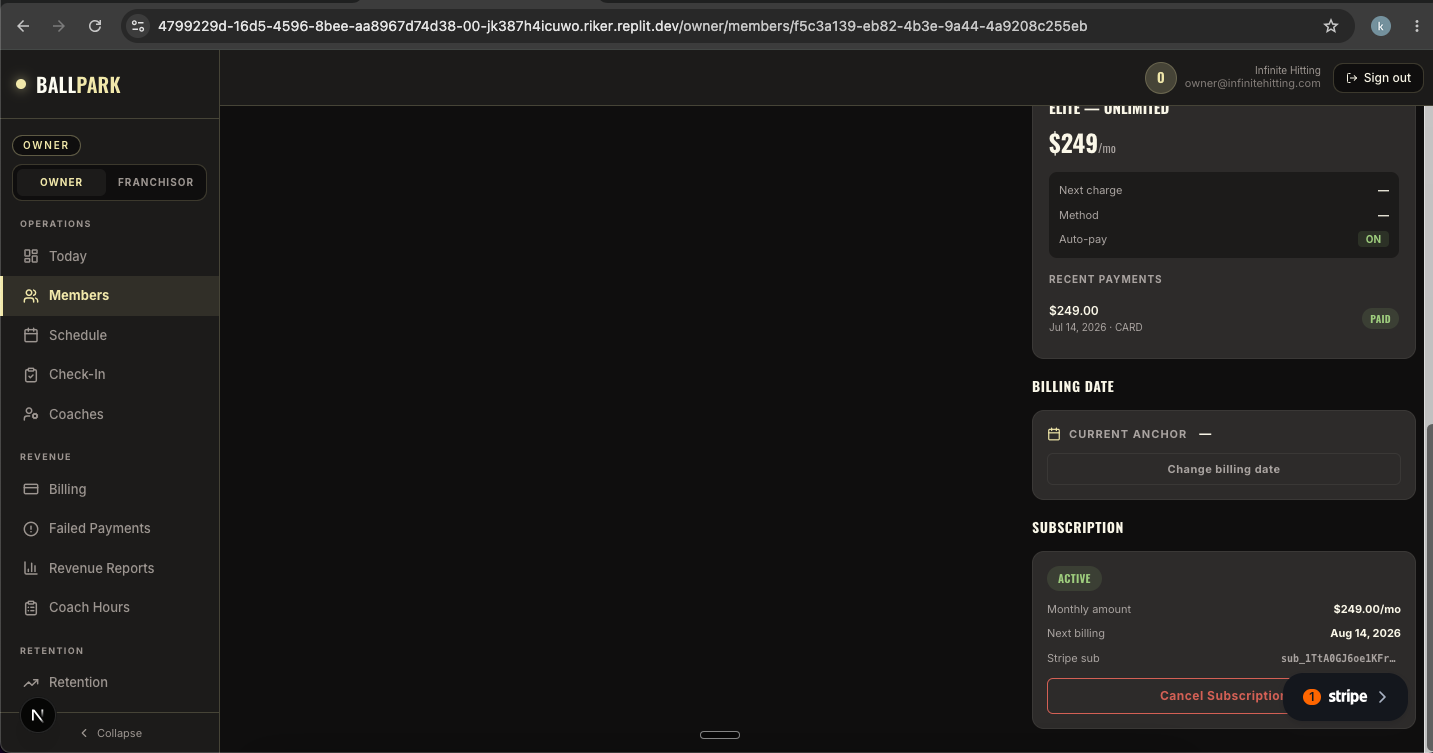 4799229d-16d5-4596-8bee-aa8967d74d38-00-jk387h4icuwo.riker.replit.dev/owner/members/f5c3a139-eb82-4b3e-9a44-4a9208c255eb
k
BALLPARK
0
Infinite Hitting
owner@infinitehitting.com
Sign out
OWNER
OWNER
FRANCHISOR
OPERATIONS
Today
Members
Schedule
Check-In
Coaches
REVENUE
Billing
Failed Payments
Revenue Reports
Coach Hours
RETENTION
Retention
N
Collapse
ELITE — UNLIMITED
$249/mo
Next charge —
Method —
Auto-pay ON
RECENT PAYMENTS
$249.00
Jul 14, 2026 · CARD
PAID
BILLING DATE
CURRENT ANCHOR —
Change billing date
SUBSCRIPTION
ACTIVE
Monthly amount $249.00/mo
Next billing Aug 14, 2026
Stripe sub sub_1TtA0GJ6oe1KFr…
Cancel Subscription
1 stripe